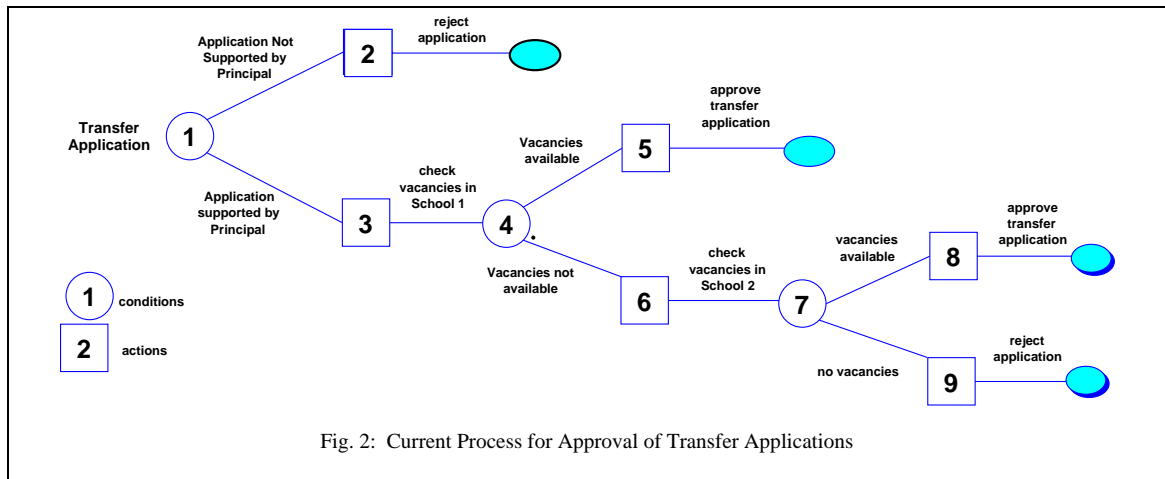 reject
application
Application Not
Supported by
Principal
2
approve
transfer
application
Transfer
Application
1
Vacancies
available
5
check
vacancies in
School 1
Application
supported by
Principal
3
4
.
approve
transfer
application
vacancies
available
8
check
vacancies in
School 2
Vacancies not
available
6
7
1
conditions
2
actions
reject
application
no vacancies
9
Fig. 2: Current Process for Approval of Transfer Applications